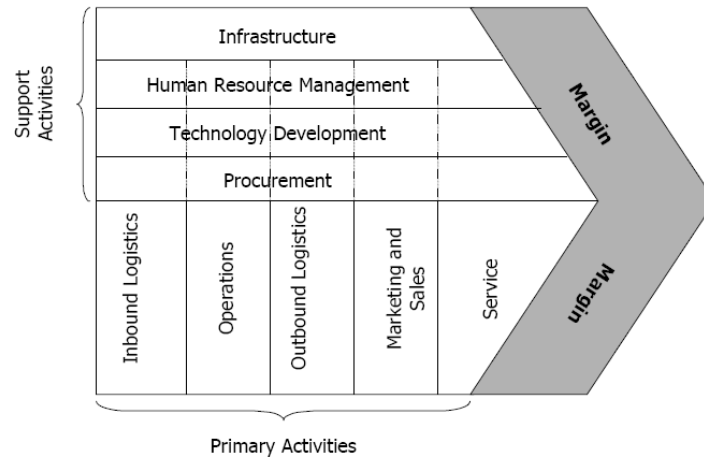 Support
Activities
Infrastructure
Human Resource Management
Technology Development
Procurement
Margin
Inbound Logistics
Operations
Outbound Logistics
Marketing and
Sales
Service
Margin
Primary Activities